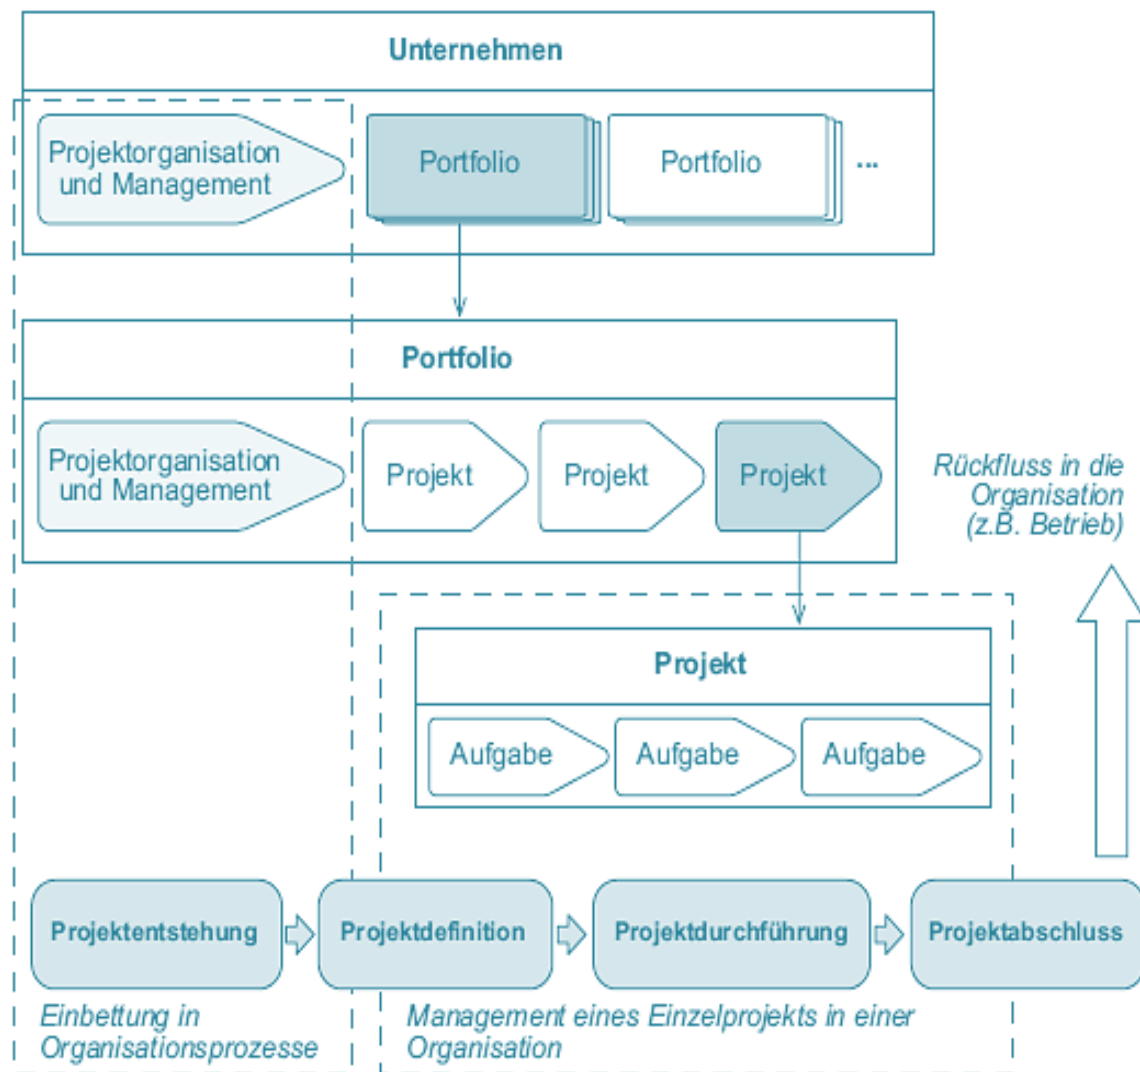 Unternehmen
Projektorganisation
und Management
Portfolio
Portfolio
...
Portfolio
Projektorganisation
und Management
Projekt
Projekt
Projekt
Rückfluss in die
Organisation
(z.B. Betrieb)
Projekt
Aufgabe
Aufgabe
Aufgabe
Projektentstehung
Projektdefinition
Projektdurchführung
Projektabschluss
Einbettung in
Organisationsprozesse
Management eines Einzelprojekts in einer
Organisation